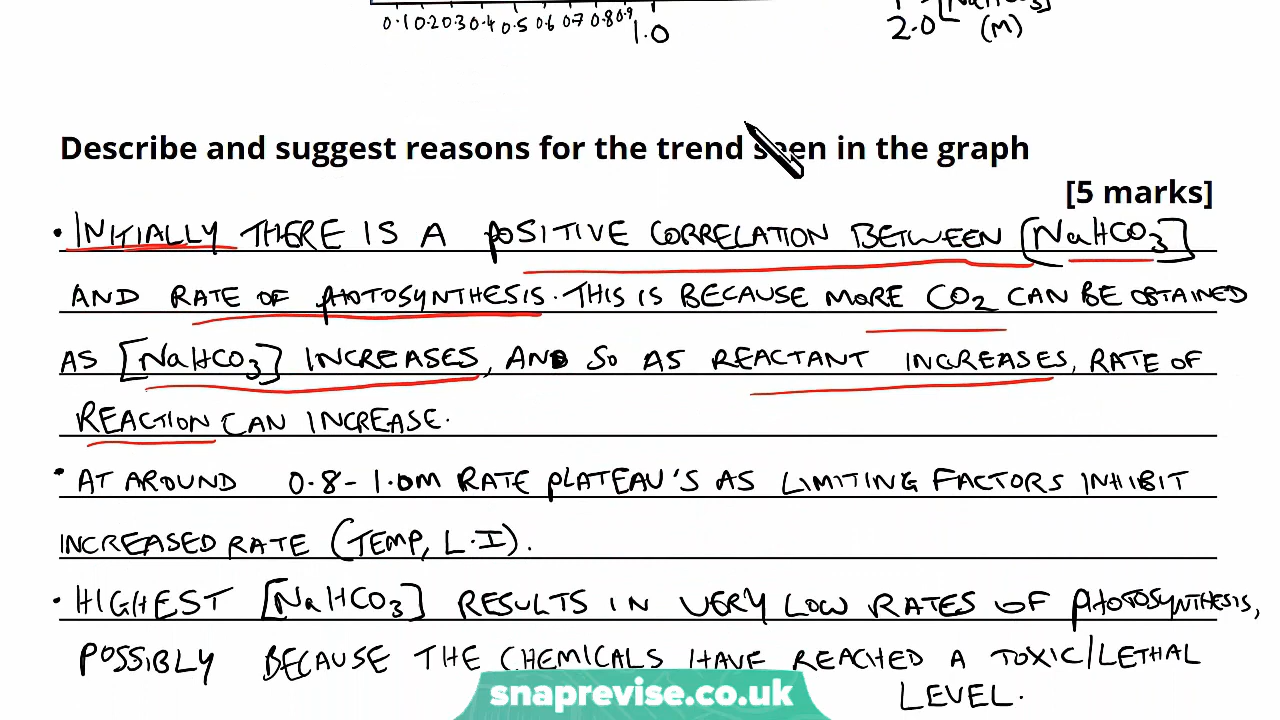 0.1 0.2 0.3 0.4 0.5 0.6 0.7 0.8 0.9 1.0
[NaHCO3]
2.0 (M)
Describe and suggest reasons for the trend seen in the graph
[5 marks]
• INITIALLY THERE IS A POSITIVE CORRELATION BETWEEN [NaHCO3]
AND RATE OF PHOTOSYNTHESIS. THIS IS BECAUSE MORE CO2 CAN BE OBTAINED
AS [NaHCO3] INCREASES, AND SO AS REACTANT INCREASES, RATE OF
REACTION CAN INCREASE.
• AT AROUND 0.8 - 1.0M RATE PLATEAU'S AS LIMITING FACTORS INHIBIT
INCREASED RATE (TEMP, L.I).
• HIGHEST [NaHCO3] RESULTS IN VERY LOW RATES OF PHOTOSYNTHESIS,
POSSIBLY BECAUSE THE CHEMICALS HAVE REACHED A TOXIC/LETHAL
LEVEL.
snaprevise.co.uk